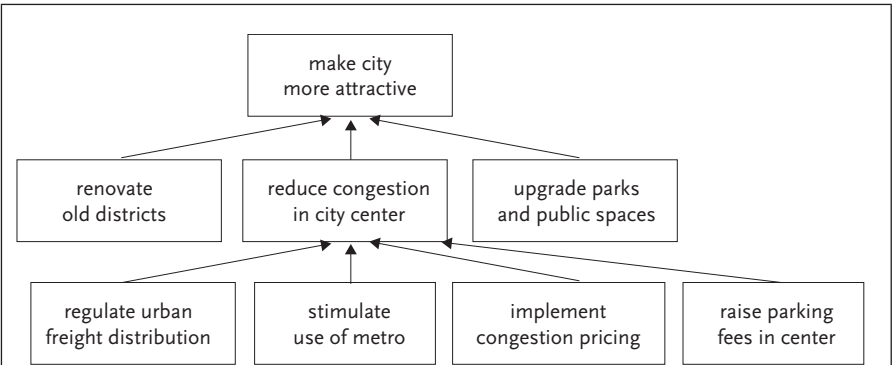 make city
more attractive
renovate
old districts
reduce congestion
in city center
upgrade parks
and public spaces
regulate urban
freight distribution
stimulate
use of metro
implement
congestion pricing
raise parking
fees in center